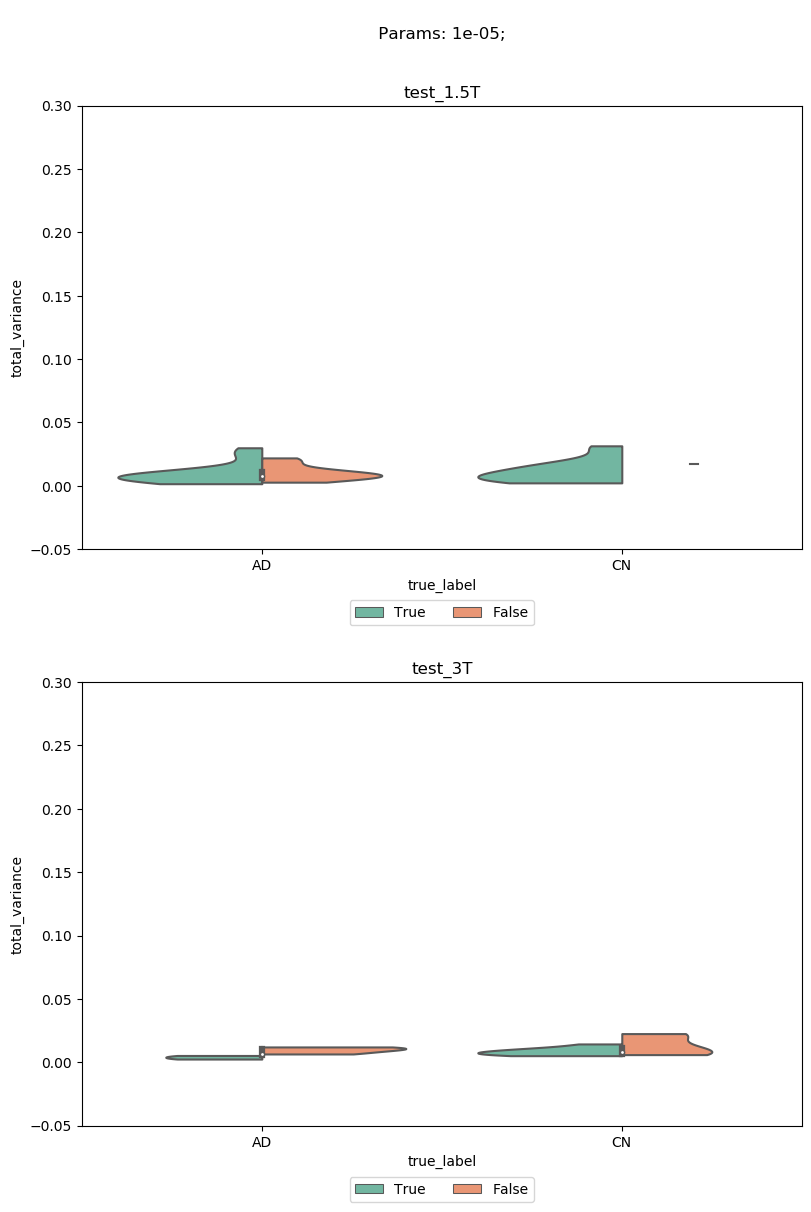 Params: 1e-05;
test_1.5T
0.30
0.25
0.20
0.15
0.10
0.05
0.00
−0.05
total_variance
AD CN
true_label
True False
test_3T
0.30
0.25
0.20
0.15
0.10
0.05
0.00
−0.05
total_variance
AD CN
true_label
True False